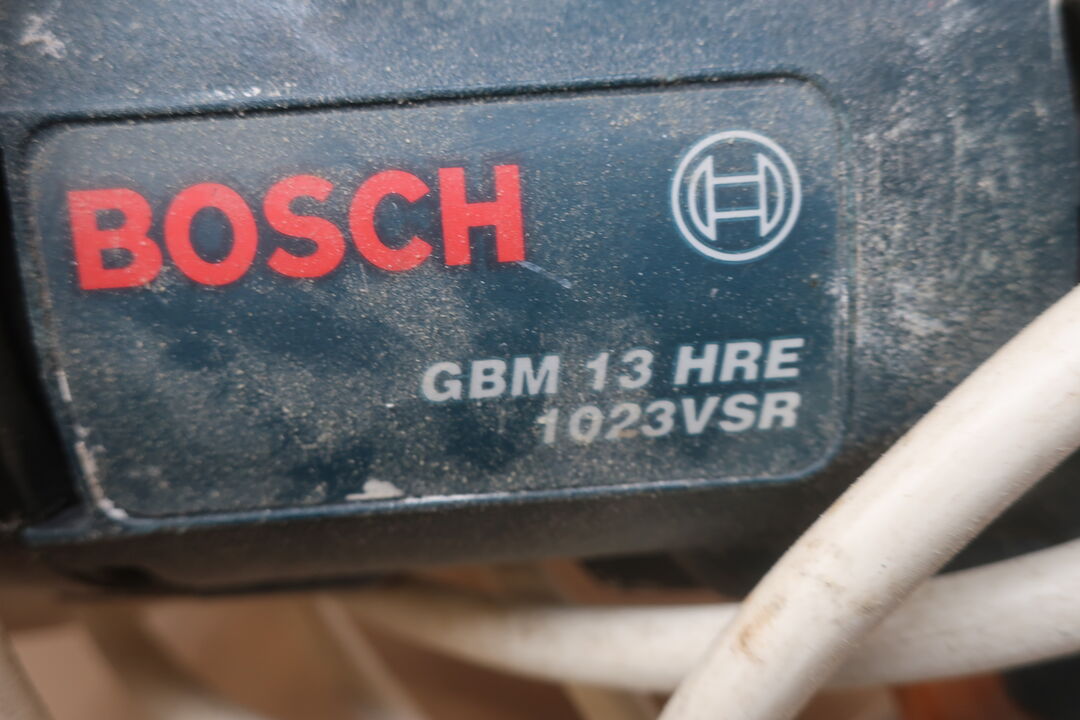 BOSCH
GBM 13 HRE
1023VSR